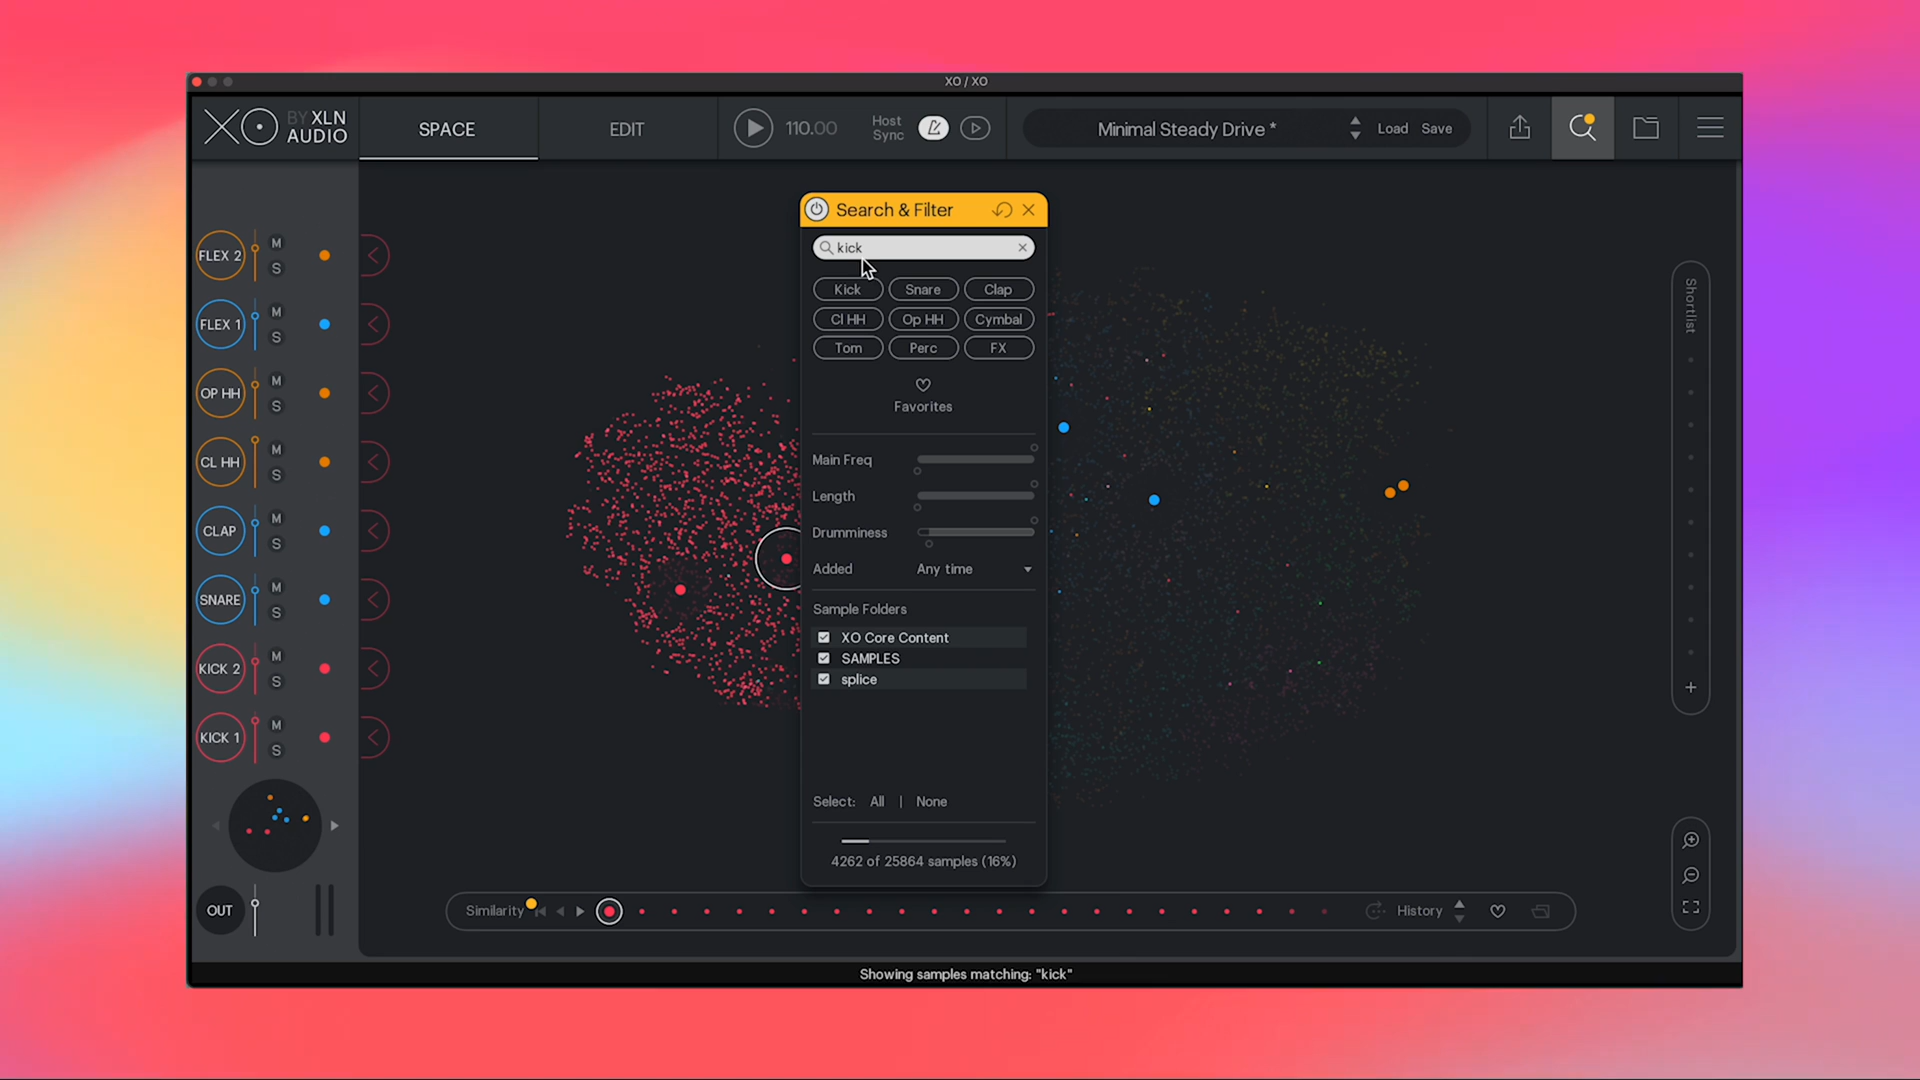 XO / XO
XO BY XLN AUDIO
SPACE
EDIT
110.00
Host Sync
Minimal Steady Drive *
Load
Save
FLEX 2
M
S
FLEX 1
M
S
OP HH
M
S
CL HH
M
S
CLAP
M
S
SNARE
M
S
KICK 2
M
S
KICK 1
M
S
OUT
Search & Filter
kick
Kick
Snare
Clap
Cl HH
Op HH
Cymbal
Tom
Perc
FX
Favorites
Main Freq
Length
Drumminess
Added
Any time
Sample Folders
XO Core Content
SAMPLES
splice
Select: All | None
4262 of 25864 samples (16%)
Shortlist
+
Similarity
History
Showing samples matching: "kick"